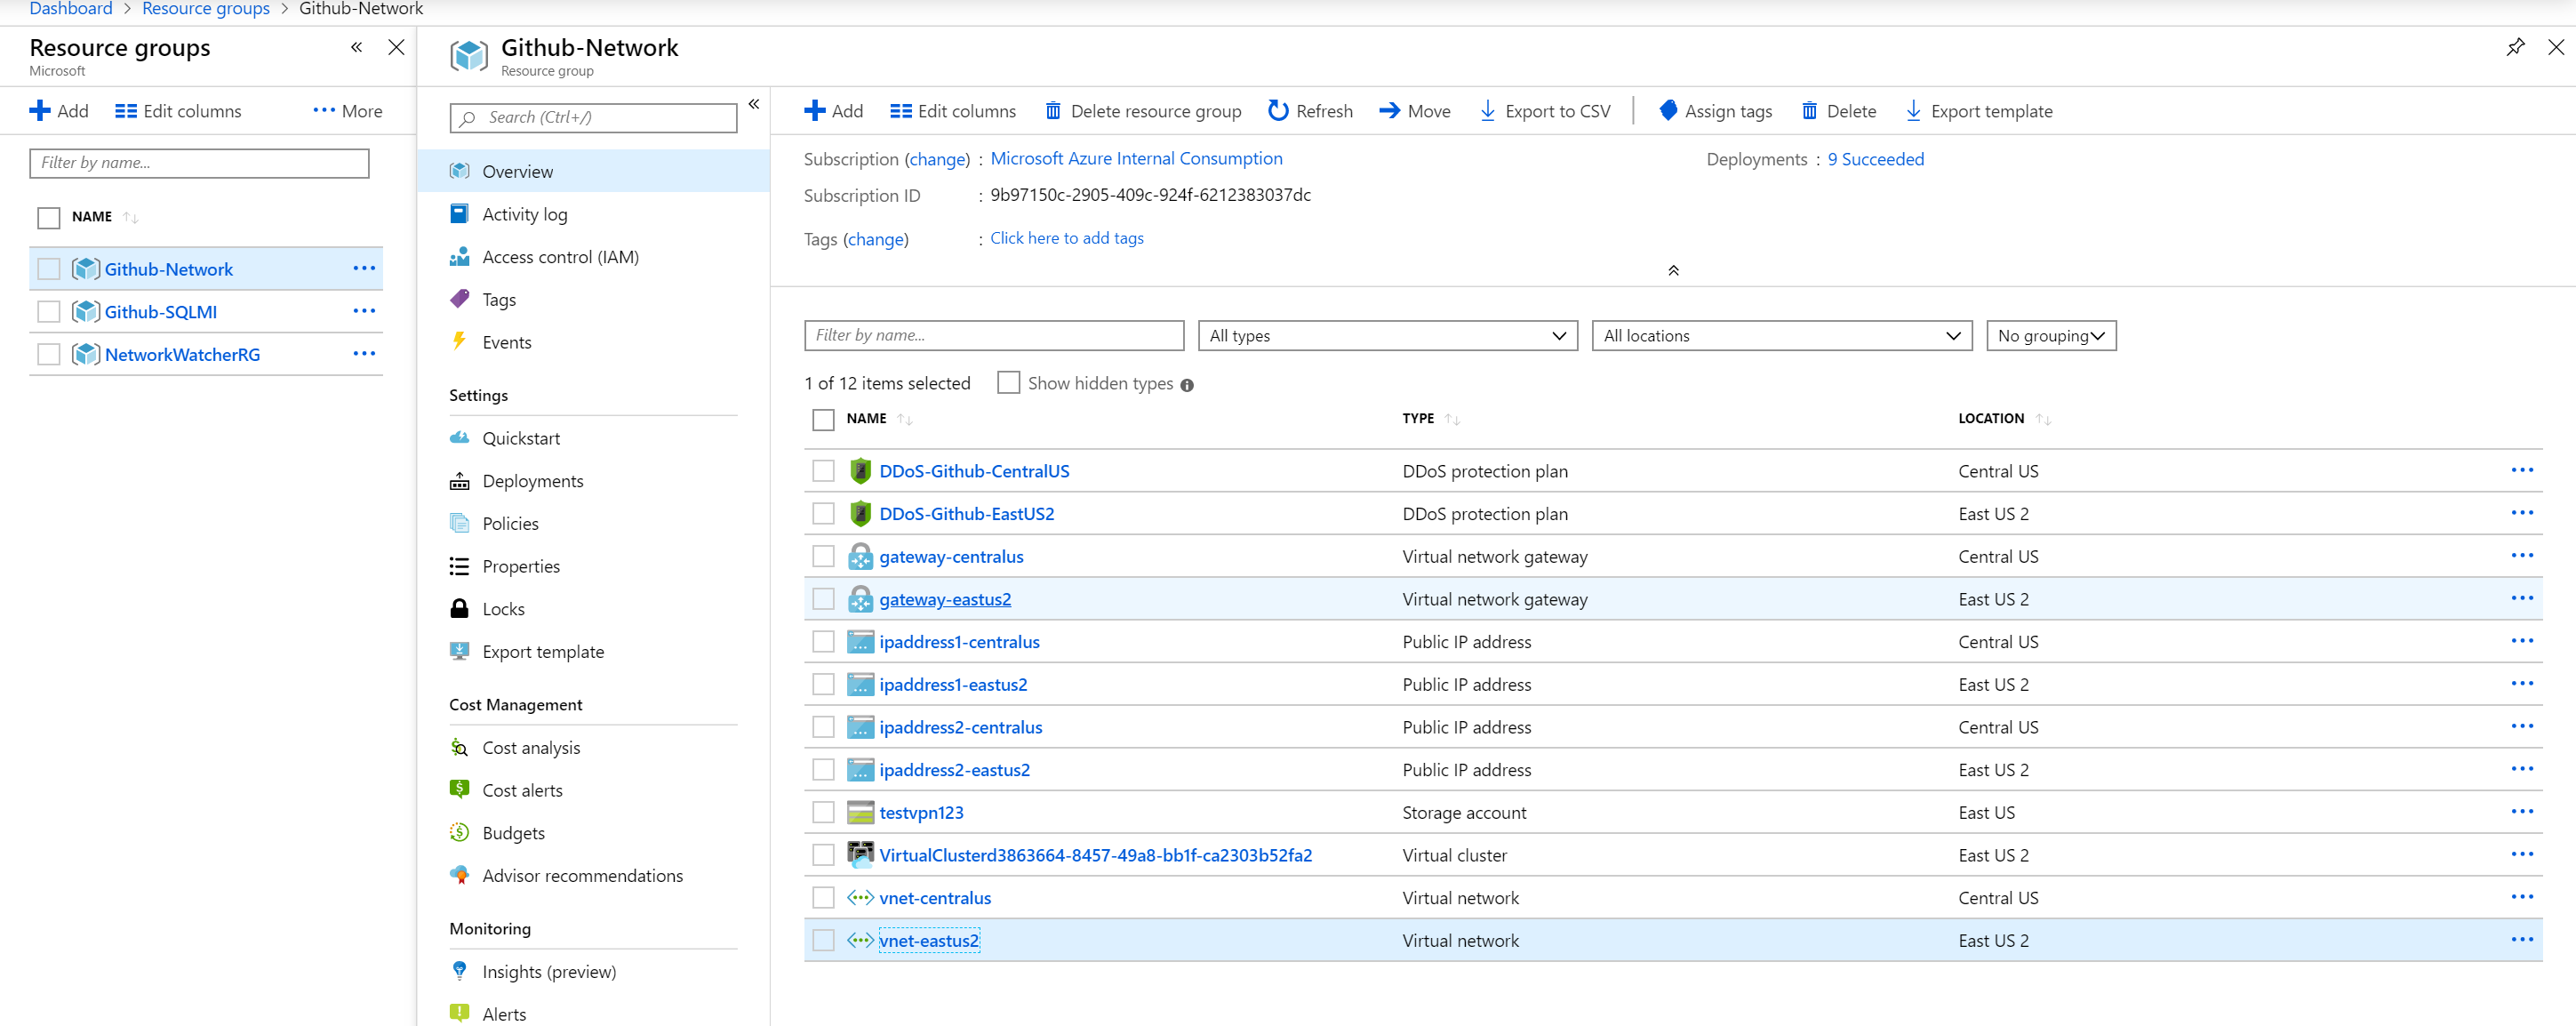 Dashboard > Resource groups > Github-Network
Resource groups
Microsoft
Add Edit columns More
Filter by name...
NAME
Github-Network
Github-SQLMI
NetworkWatcherRG
Github-Network
Resource group
Search (Ctrl+/)
Overview
Activity log
Access control (IAM)
Tags
Events
Settings
Quickstart
Deployments
Policies
Properties
Locks
Export template
Cost Management
Cost analysis
Cost alerts
Budgets
Advisor recommendations
Monitoring
Insights (preview)
Alerts
Add Edit columns Delete resource group Refresh Move Export to CSV Assign tags Delete Export template
Subscription (change) : Microsoft Azure Internal Consumption Deployments : 9 Succeeded
Subscription ID : 9b97150c-2905-409c-924f-6212383037dc
Tags (change) : Click here to add tags
Filter by name... All types All locations No grouping
1 of 12 items selected Show hidden types
NAME TYPE LOCATION
DDoS-Github-CentralUS DDoS protection plan Central US
DDoS-Github-EastUS2 DDoS protection plan East US 2
gateway-centralus Virtual network gateway Central US
gateway-eastus2 Virtual network gateway East US 2
ipaddress1-centralus Public IP address Central US
ipaddress1-eastus2 Public IP address East US 2
ipaddress2-centralus Public IP address Central US
ipaddress2-eastus2 Public IP address East US 2
testvpn123 Storage account East US
VirtualClusterd3863664-8457-49a8-bb1f-ca2303b52fa2 Virtual cluster East US 2
vnet-centralus Virtual network Central US
vnet-eastus2 Virtual network East US 2